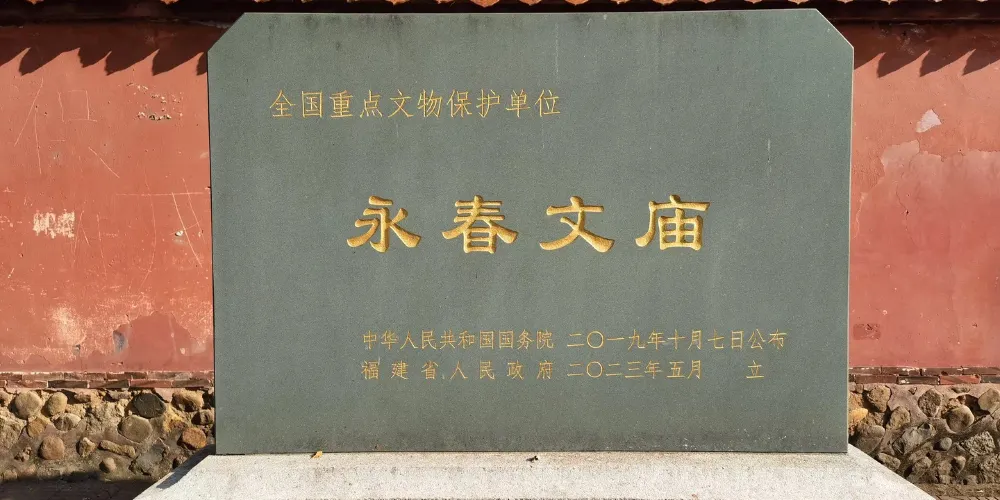 全国重点文物保护单位
永春文庙
中华人民共和国国务院 二〇一九年十月七日公布
福建省人民政府 二〇二三年五月 立